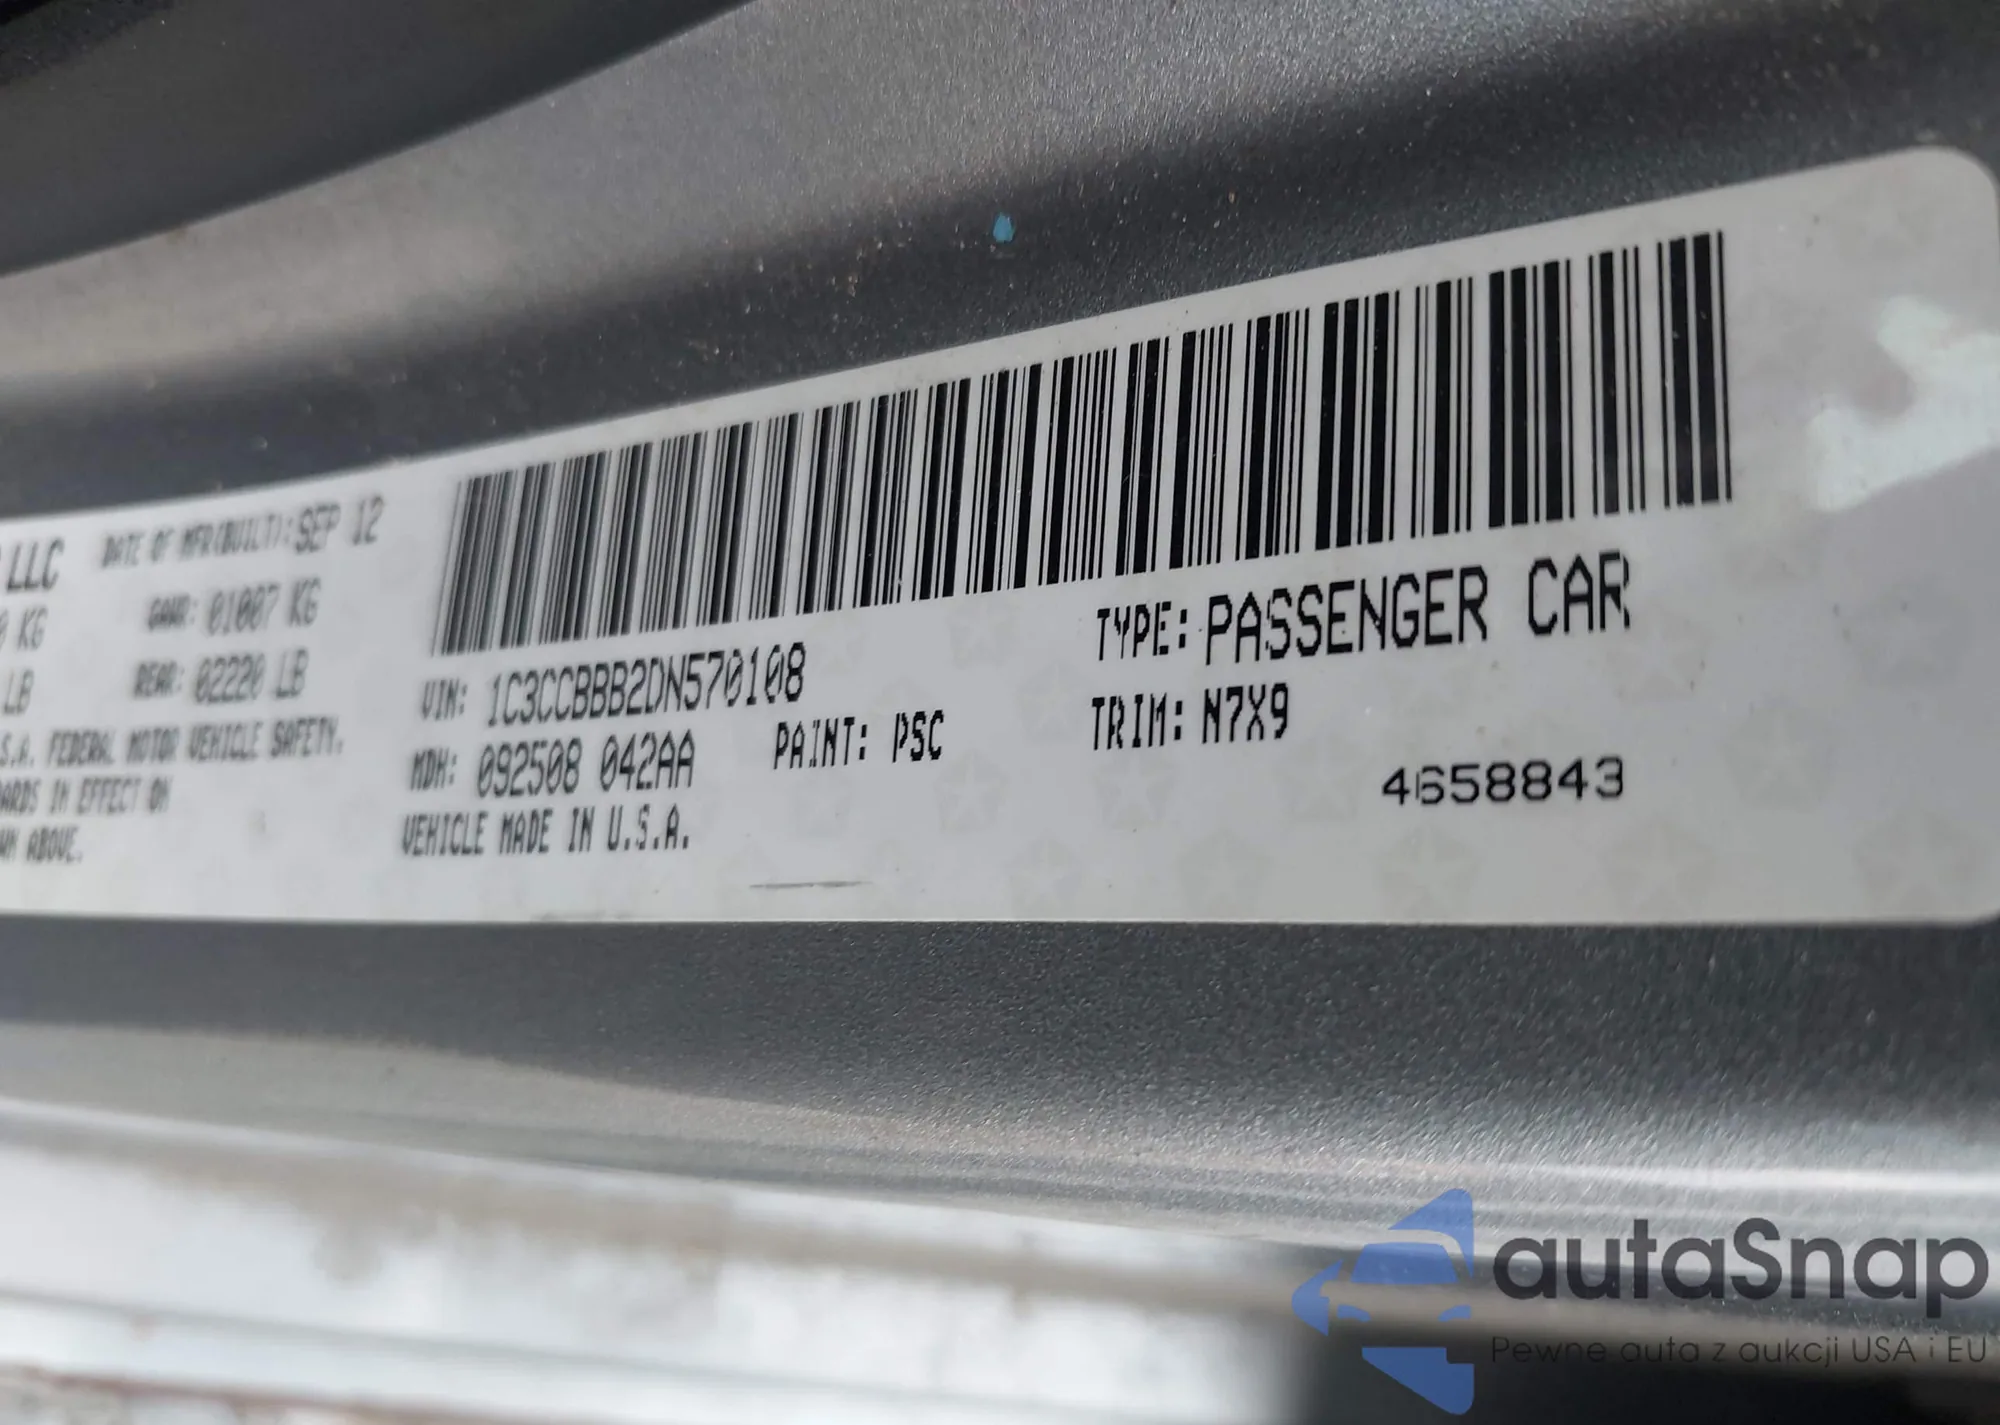 LLC DATE OF MFR(BUILT): SEP 12
KG GAWR: 01007 KG
LB REAR: 02220 LB
S.A. FEDERAL MOTOR VEHICLE SAFETY.
ARDS IN EFFECT ON
WN ABOVE.
VIN: 1C3CCBBB2DN570108
MDH: 092508 042AA
PAINT: PSC
VEHICLE MADE IN U.S.A.
TYPE: PASSENGER CAR
TRIM: N7X9
4658843
autaSnap
Pewne auta z aukcji USA i EU